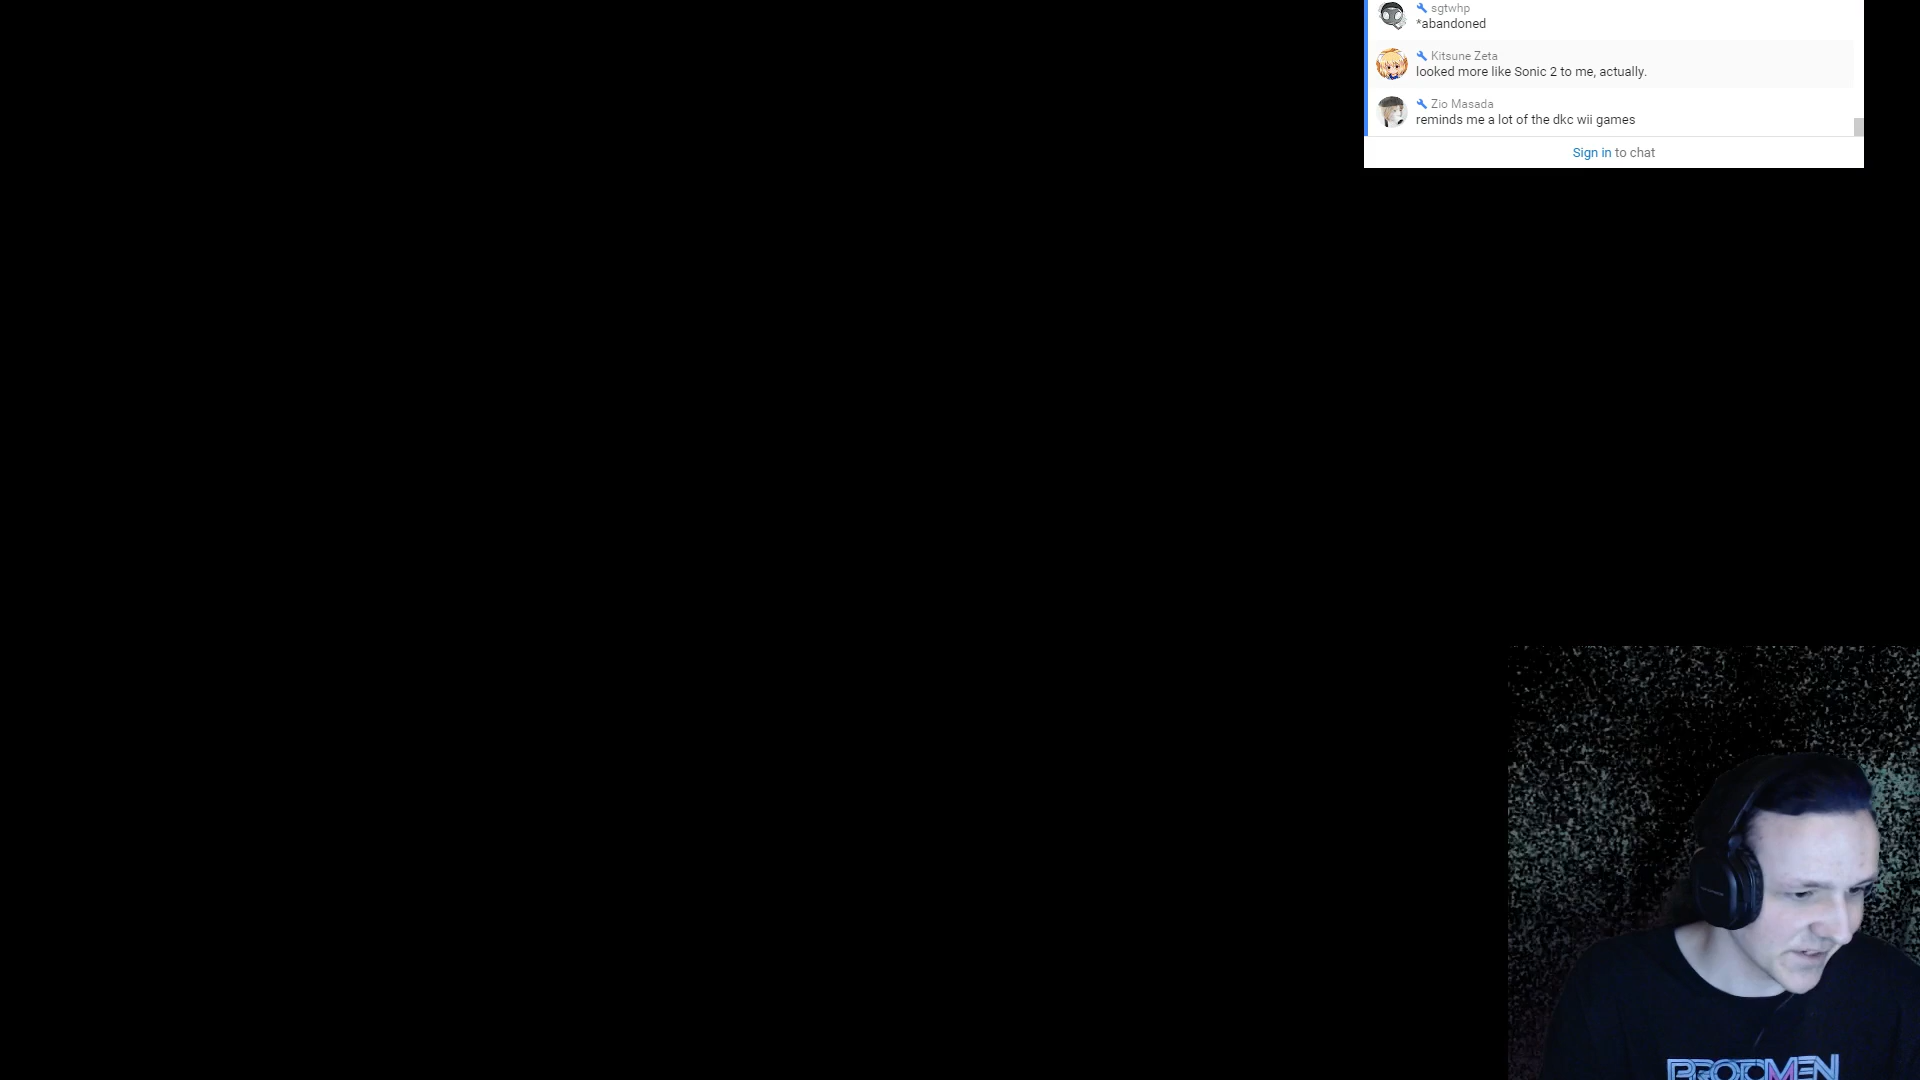 sgtwhp
*abandoned
Kitsune Zeta
looked more like Sonic 2 to me, actually.
Zio Masada
reminds me a lot of the dkc wii games
Sign in to chat
PROTOMEN